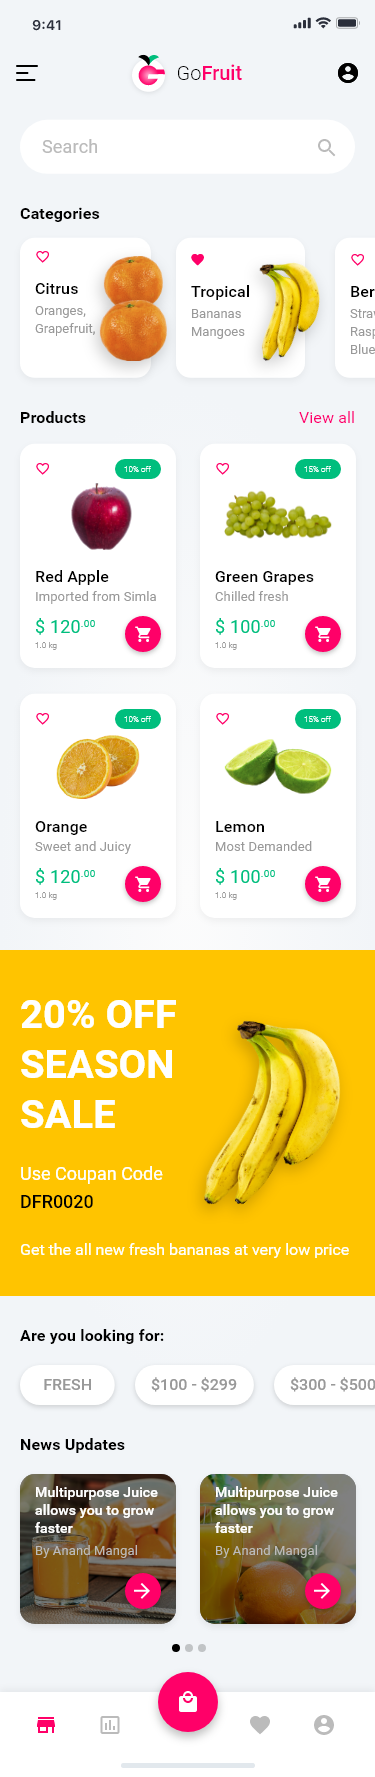 9:41
GoFruit
Search
Categories
Citrus
Oranges,
Grapefruit,
Tropical
Bananas
Mangoes
Ber
Strav
Rasp
Blue
Products
View all
10% off
Red Apple
Imported from Simla
$ 120.00
1.0 kg
15% off
Green Grapes
Chilled fresh
$ 100.00
1.0 kg
10% off
Orange
Sweet and Juicy
$ 120.00
1.0 kg
15% off
Lemon
Most Demanded
$ 100.00
1.0 kg
20% OFF
SEASON
SALE
Use Coupan Code
DFR0020
Get the all new fresh bananas at very low price
Are you looking for:
FRESH
$100 - $299
$300 - $500
News Updates
Multipurpose Juice
allows you to grow
faster
By Anand Mangal
Multipurpose Juice
allows you to grow
faster
By Anand Mangal